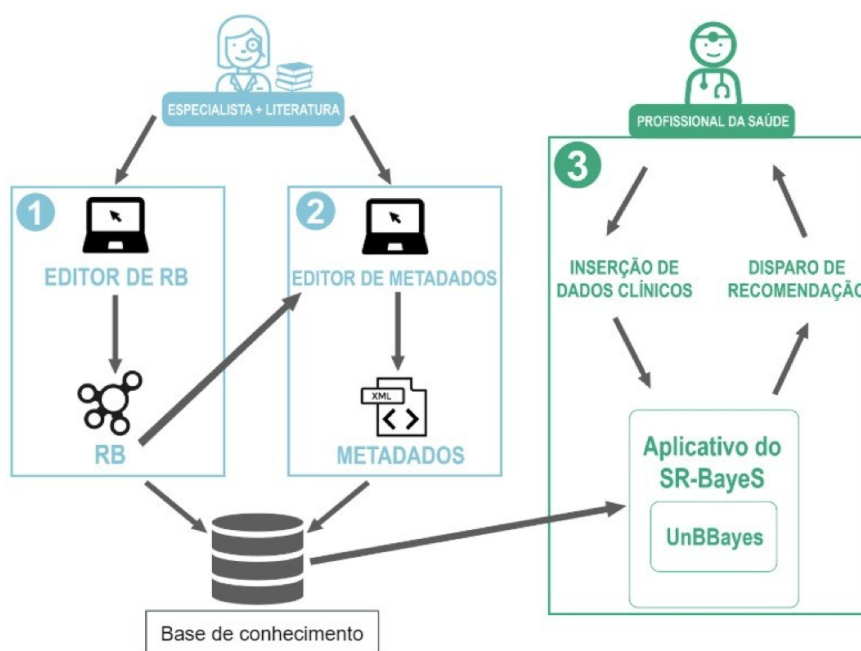 ESPECIALISTA + LITERATURA
PROFISSIONAL DA SAÚDE
1
EDITOR DE RB
RB
2
EDITOR DE METADADOS
XML
METADADOS
Base de conhecimento
3
INSERÇÃO DE
DADOS CLÍNICOS
DISPARO DE
RECOMENDAÇÃO
Aplicativo do
SR-BayeS
UnBBayes